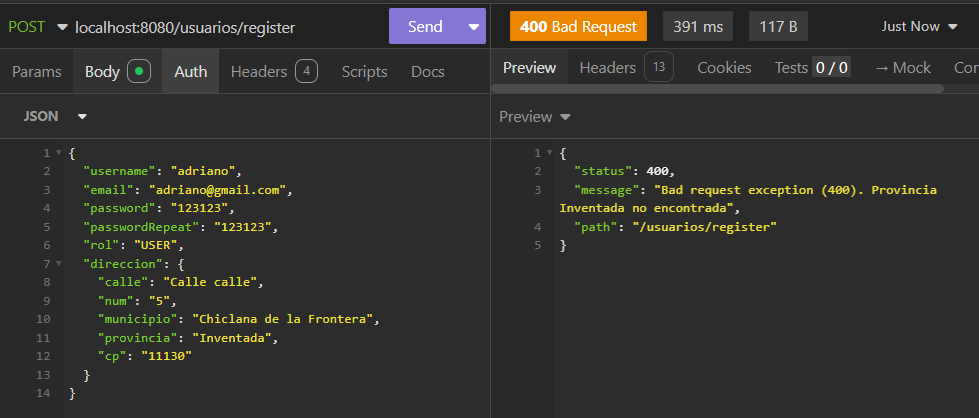 POST localhost:8080/usuarios/register Send 400 Bad Request 391 ms 117 B Just Now
Params Body Auth Headers 4 Scripts Docs
Preview Headers 13 Cookies Tests 0 / 0 → Mock Con
JSON
Preview
1 {
2 "username": "adriano",
3 "email": "adriano@gmail.com",
4 "password": "123123",
5 "passwordRepeat": "123123",
6 "rol": "USER",
7 "direccion": {
8 "calle": "Calle calle",
9 "num": "5",
10 "municipio": "Chiclana de la Frontera",
11 "provincia": "Inventada",
12 "cp": "11130"
13 }
14 }
1 {
2 "status": 400,
3 "message": "Bad request exception (400). Provincia
Inventada no encontrada",
4 "path": "/usuarios/register"
5 }